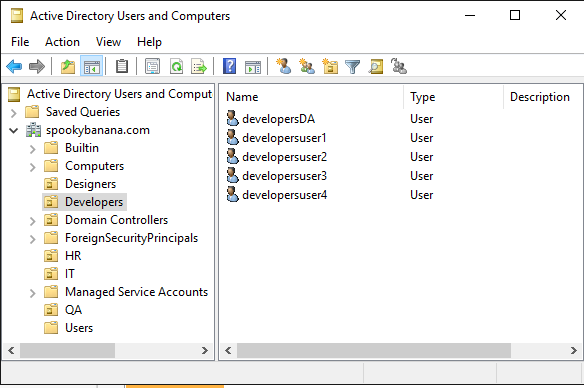 Active Directory Users and Computers
File Action View Help
Active Directory Users and Comput
Saved Queries
spookybanana.com
Builtin
Computers
Designers
Developers
Domain Controllers
ForeignSecurityPrincipals
HR
IT
Managed Service Accounts
QA
Users
Name Type Description
developersDA User
developersuser1 User
developersuser2 User
developersuser3 User
developersuser4 User